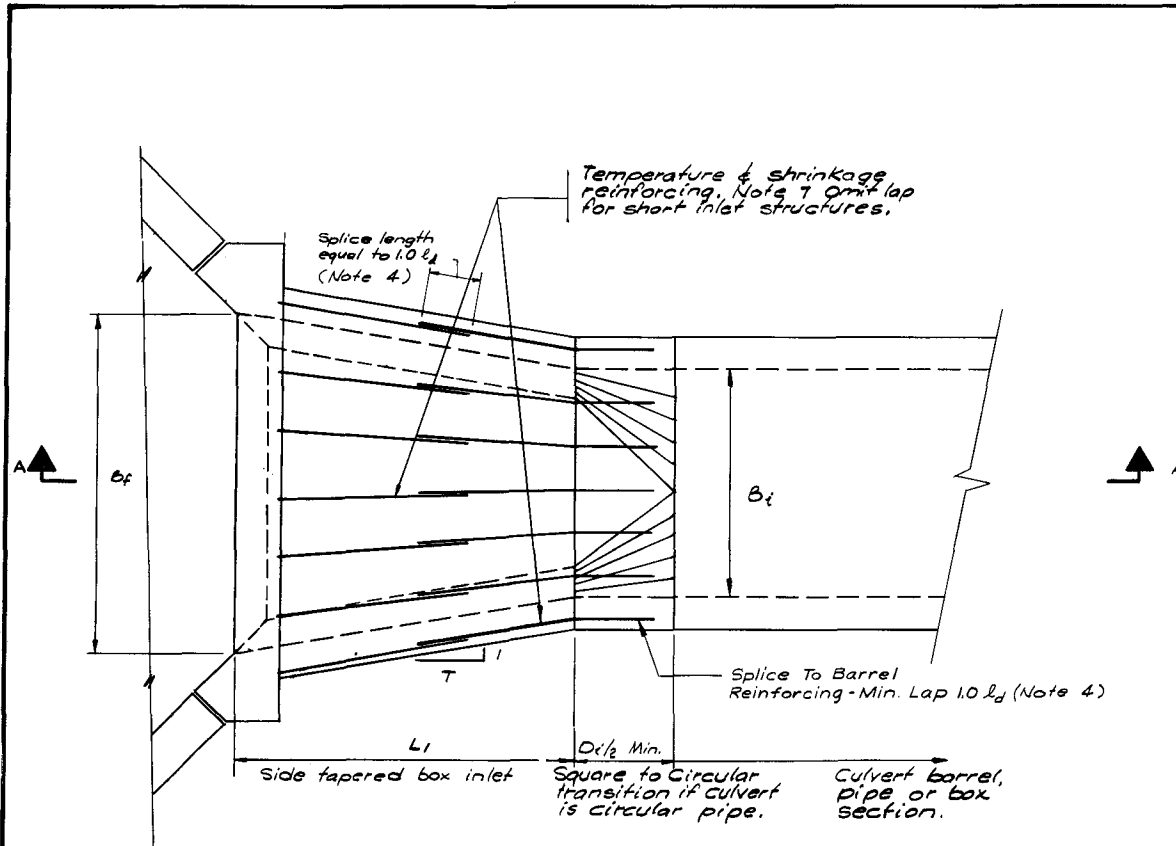 Temperature & shrinkage
reinforcing. Note 7 Omit lap
for short inlet structures.
Splice length
equal to 1.0 ld
(Note 4)
A
Bf
Bi
A
1
T
Splice To Barrel
Reinforcing - Min. Lap 1.0 ld (Note 4)
L1
Di/2 Min.
Side tapered box inlet
Square to Circular
transition if culvert
is circular pipe.
Culvert barrel,
pipe or box
section.